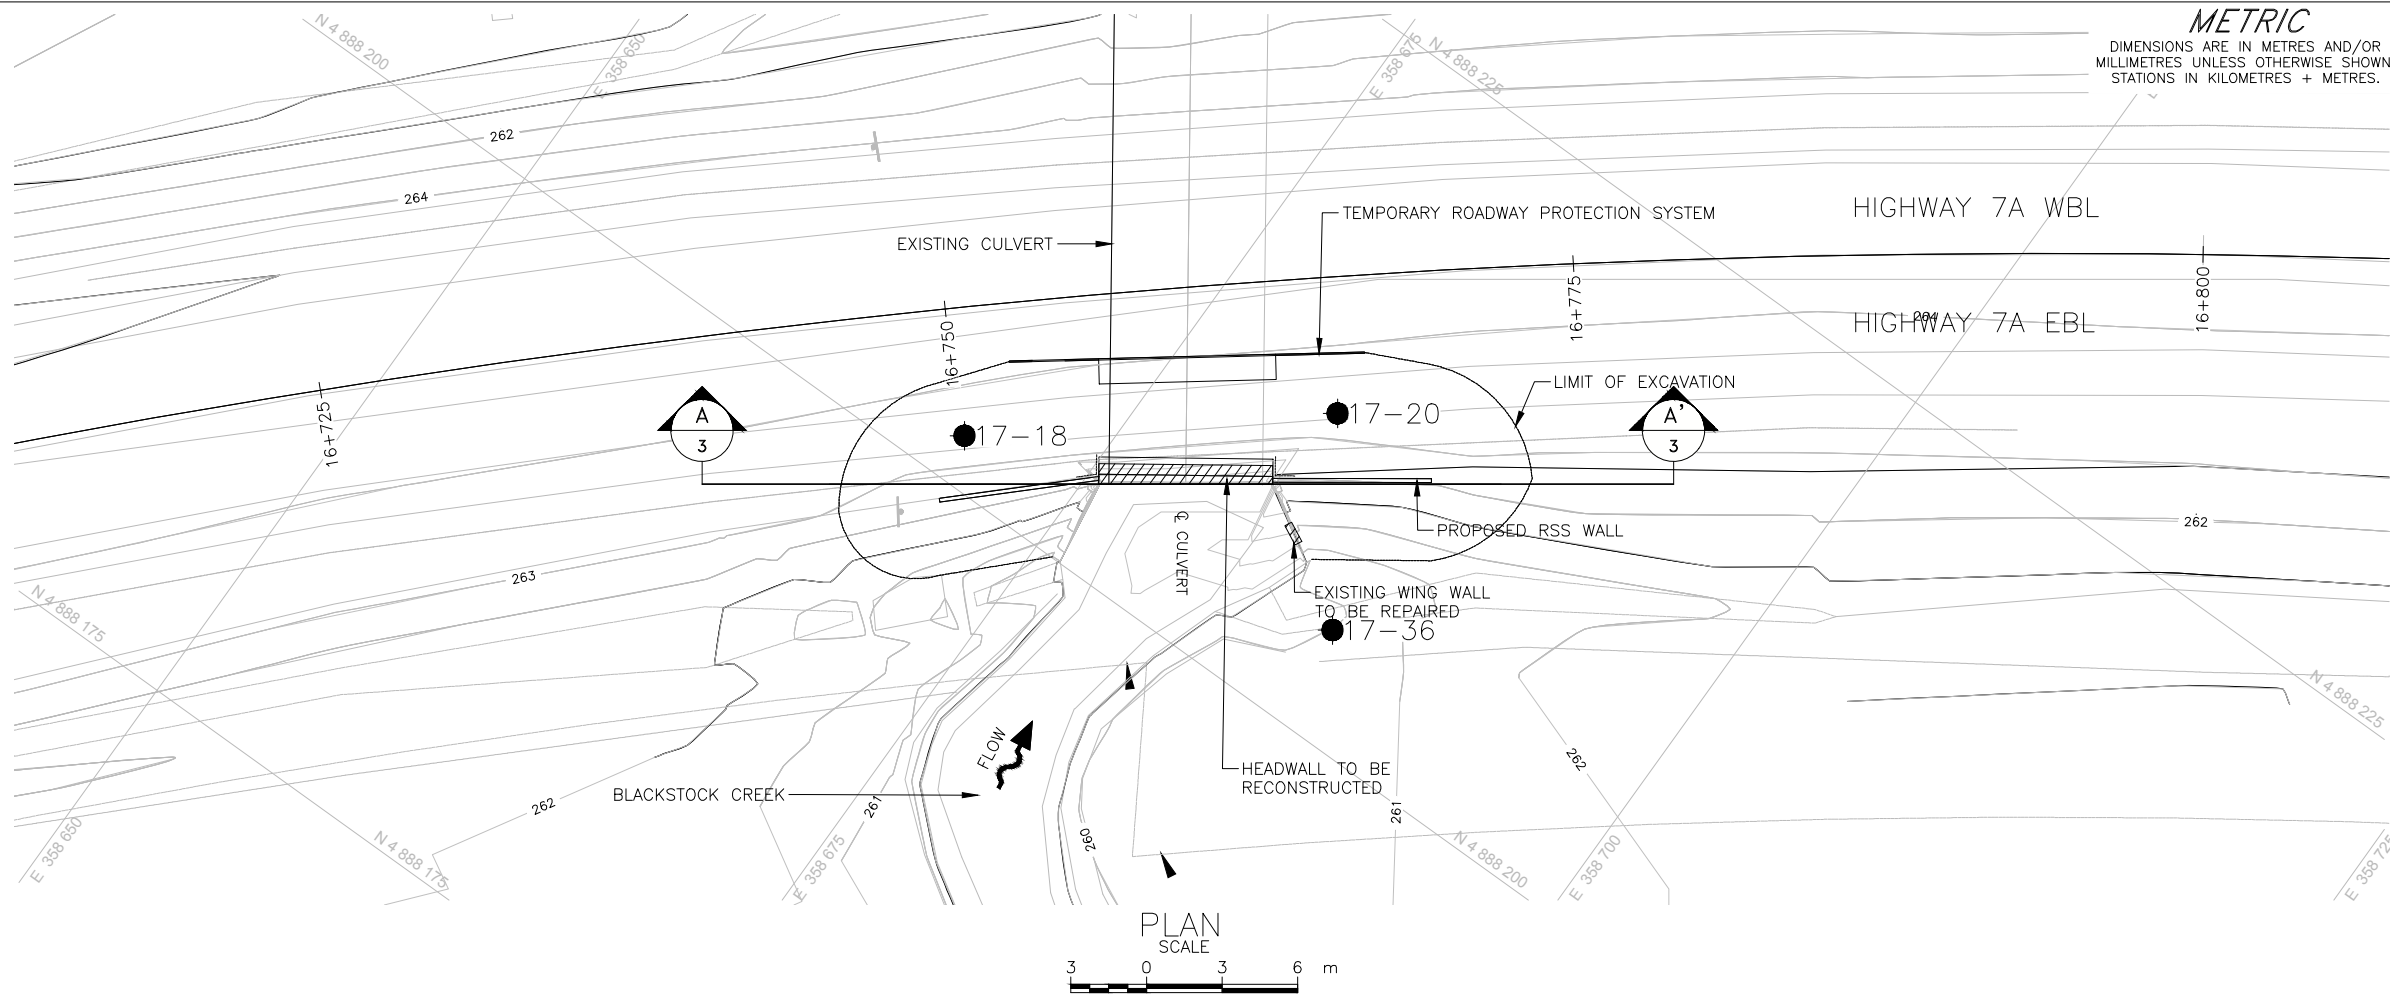 METRIC
DIMENSIONS ARE IN METRES AND/OR
MILLIMETRES UNLESS OTHERWISE SHOWN
STATIONS IN KILOMETRES + METRES.
N 4 888 200
E 358 650
E 358 675
N 4 888 225
262
264
TEMPORARY ROADWAY PROTECTION SYSTEM
HIGHWAY 7A WBL
EXISTING CULVERT
16+725
16+750
16+775
16+800
264
HIGHWAY 7A EBL
LIMIT OF EXCAVATION
A
3
17-18
17-20
A'
3
PROPOSED RSS WALL
262
℄ CULVERT
263
EXISTING WING WALL
TO BE REPAIRED
17-36
N 4 888 175
N 4 888 225
FLOW
HEADWALL TO BE
RECONSTRUCTED
BLACKSTOCK CREEK
262
261
260
261
262
E 358 650
N 4 888 175
E 358 675
N 4 888 200
E 358 700
E 358 725
PLAN
SCALE
3 0 3 6 m